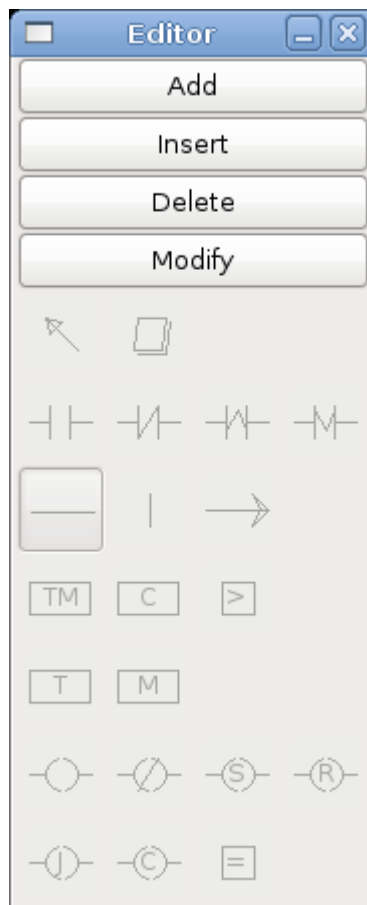 Editor
Add
Insert
Delete
Modify
M
TM C >
T M
S R
J C =